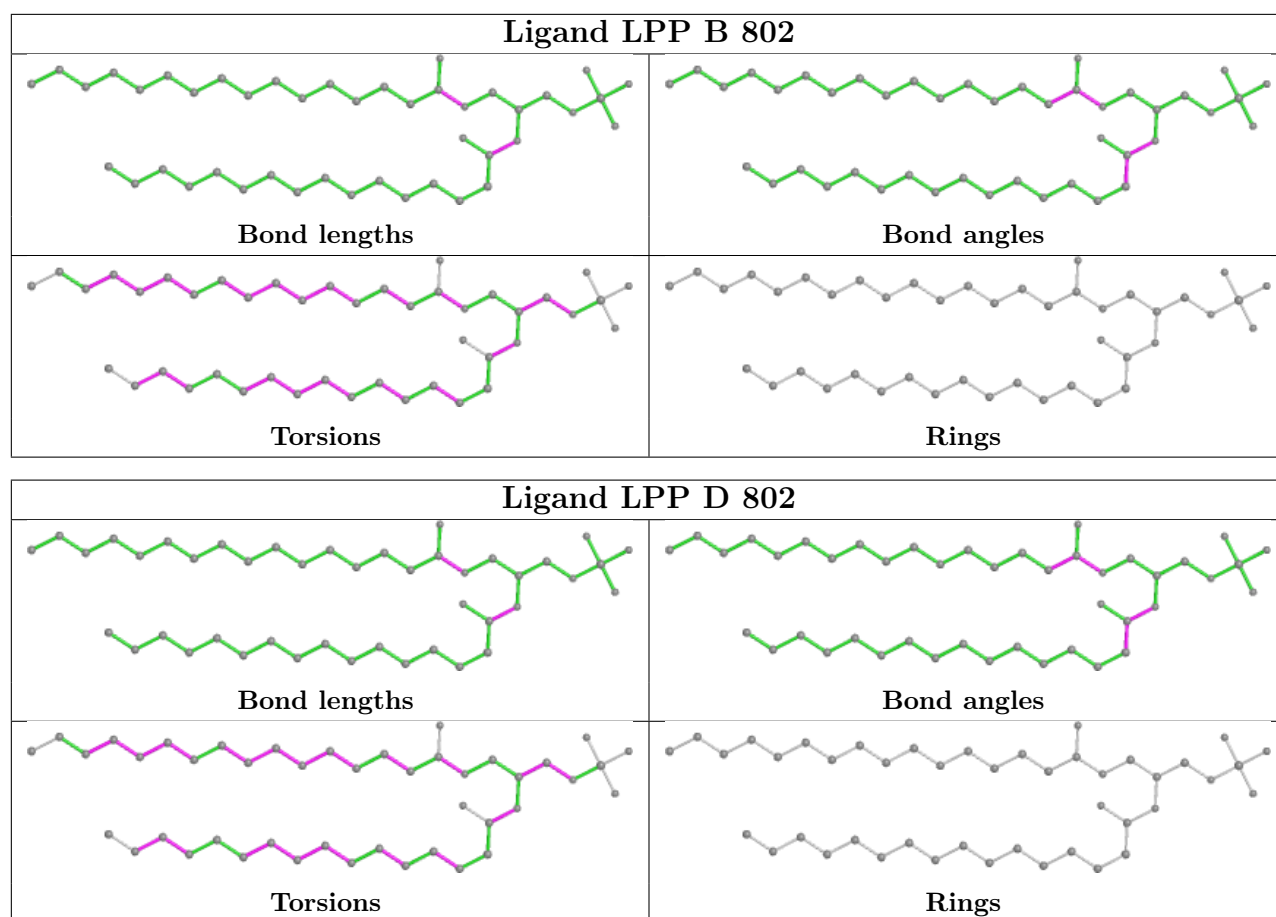 Ligand LPP B 802
Bond lengths
Bond angles
Torsions
Rings
Ligand LPP D 802
Bond lengths
Bond angles
Torsions
Rings